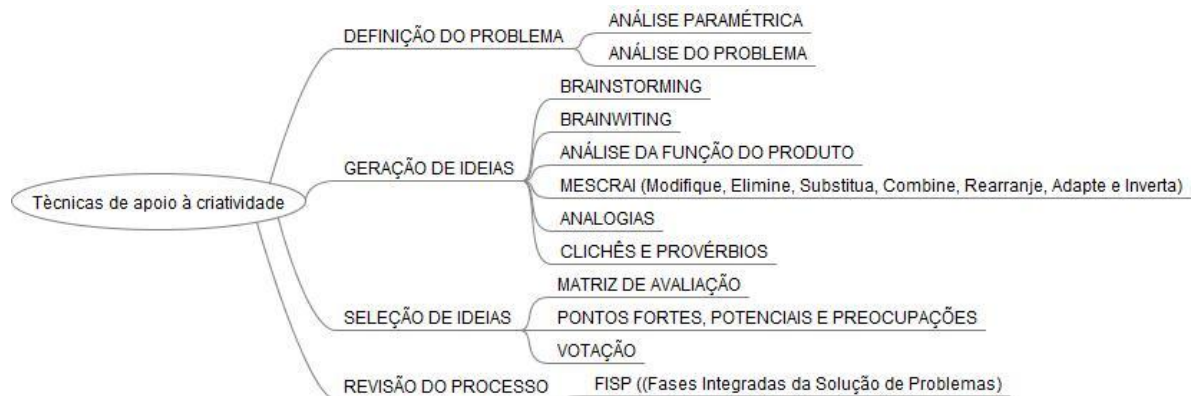 Tècnicas de apoio à criatividade
DEFINIÇÃO DO PROBLEMA
ANÁLISE PARAMÉTRICA
ANÁLISE DO PROBLEMA
GERAÇÃO DE IDEIAS
BRAINSTORMING
BRAINWITING
ANÁLISE DA FUNÇÃO DO PRODUTO
MESCRAI (Modifique, Elimine, Substitua, Combine, Rearranje, Adapte e Inverta)
ANALOGIAS
CLICHÊS E PROVÉRBIOS
SELEÇÃO DE IDEIAS
MATRIZ DE AVALIAÇÃO
PONTOS FORTES, POTENCIAIS E PREOCUPAÇÕES
VOTAÇÃO
REVISÃO DO PROCESSO
FISP ((Fases Integradas da Solução de Problemas)